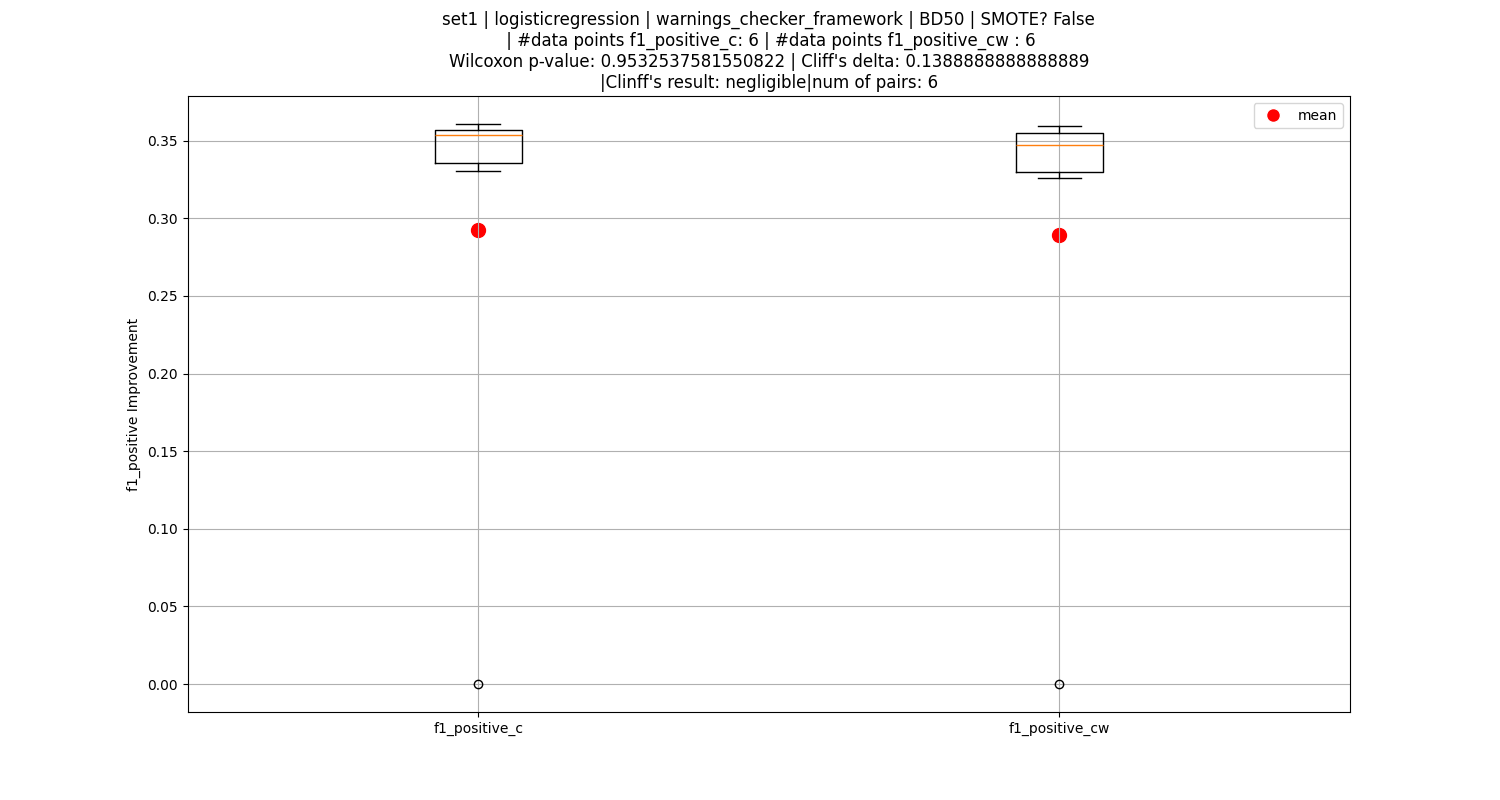 set1 | logisticregression | warnings_checker_framework | BD50 | SMOTE? False
| #data points f1_positive_c: 6 | #data points f1_positive_cw : 6
Wilcoxon p-value: 0.9532537581550822 | Cliff's delta: 0.1388888888888889
|Clinff's result: negligible|num of pairs: 6
mean
0.35
0.30
0.25
0.20
0.15
0.10
0.05
0.00
f1_positive Improvement
f1_positive_c
f1_positive_cw